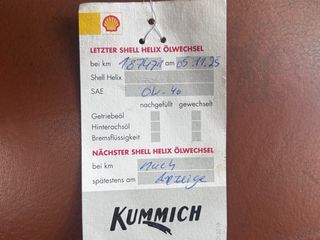 LETZTER SHELL HELIX ÖLWECHSEL
bei km 187471 am 05.11.25
Shell Helix
SAE 0W-40
nachgefüllt gewechselt
Getriebeöl
Hinterachsöl
Bremsflüssigkeit
NÄCHSTER SHELL HELIX ÖLWECHSEL
bei km nach
spätestens am Anzeige
KUMMICH